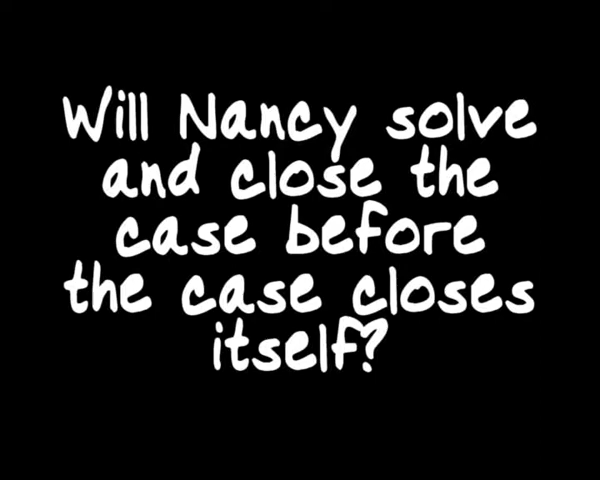 Will Nancy solve
and close the
case before
the case closes
itself?